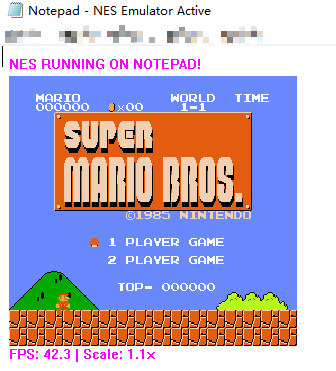 Notepad - NES Emulator Active
NES RUNNING ON NOTEPAD!
MARIO WORLD TIME
000000 ×00 1-1
SUPER
MARIO BROS.
©1985 NINTENDO
1 PLAYER GAME
2 PLAYER GAME
TOP- 000000
FPS: 42.3 | Scale: 1.1x